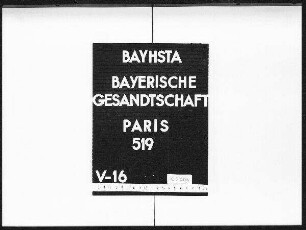 BAYHSTA
BAYERISCHE
GESANDTSCHAFT
PARIS
519
V-16